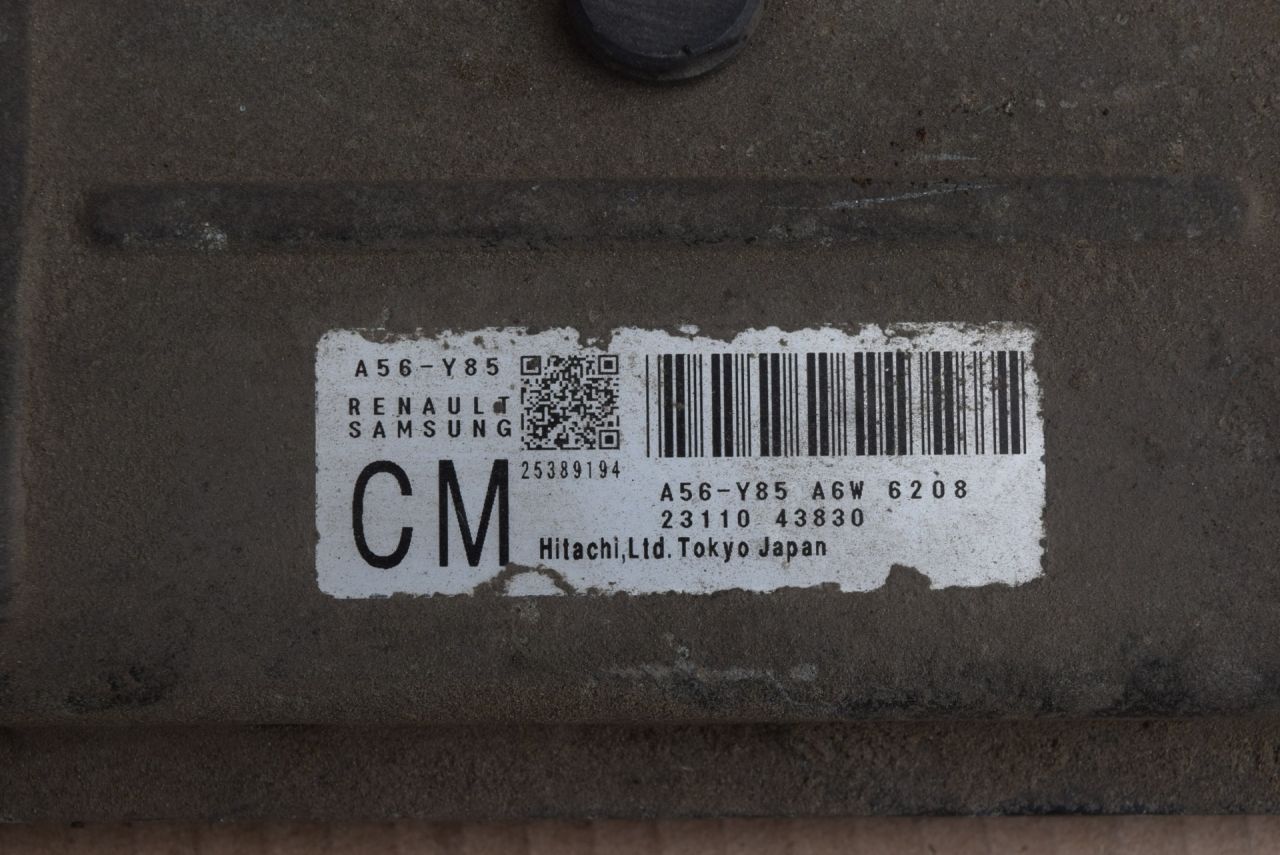 A56-Y85
RENAULT
SAMSUNG
CM
25389194
A56-Y85 A6W 6208
23110 43830
Hitachi,Ltd. Tokyo Japan